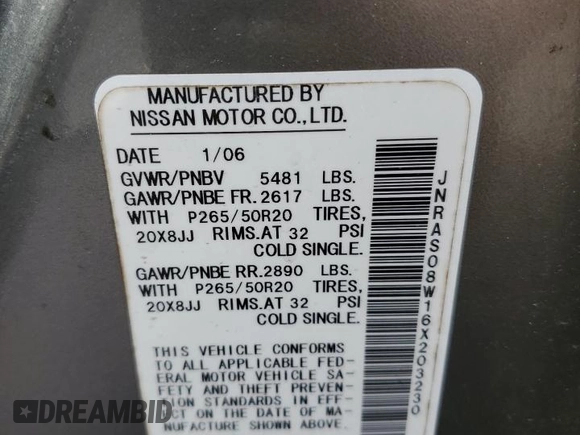 MANUFACTURED BY
NISSAN MOTOR CO.,LTD.
DATE 1/06
GVWR/PNBV 5481 LBS.
GAWR/PNBE FR. 2617 LBS.
WITH P265/50R20 TIRES,
20X8JJ RIMS.AT 32 PSI
COLD SINGLE.
GAWR/PNBE RR. 2890 LBS.
WITH P265/50R20 TIRES,
20X8JJ RIMS.AT 32 PSI
COLD SINGLE.
THIS VEHICLE CONFORMS
TO ALL APPLICABLE FED-
ERAL MOTOR VEHICLE SA-
FETY AND THEFT PREVEN-
TION STANDARDS IN EFF-
ECT ON THE DATE OF MA-
NUFACTURE SHOWN ABOVE.
JNRAS08W16X203230
DREAMBID